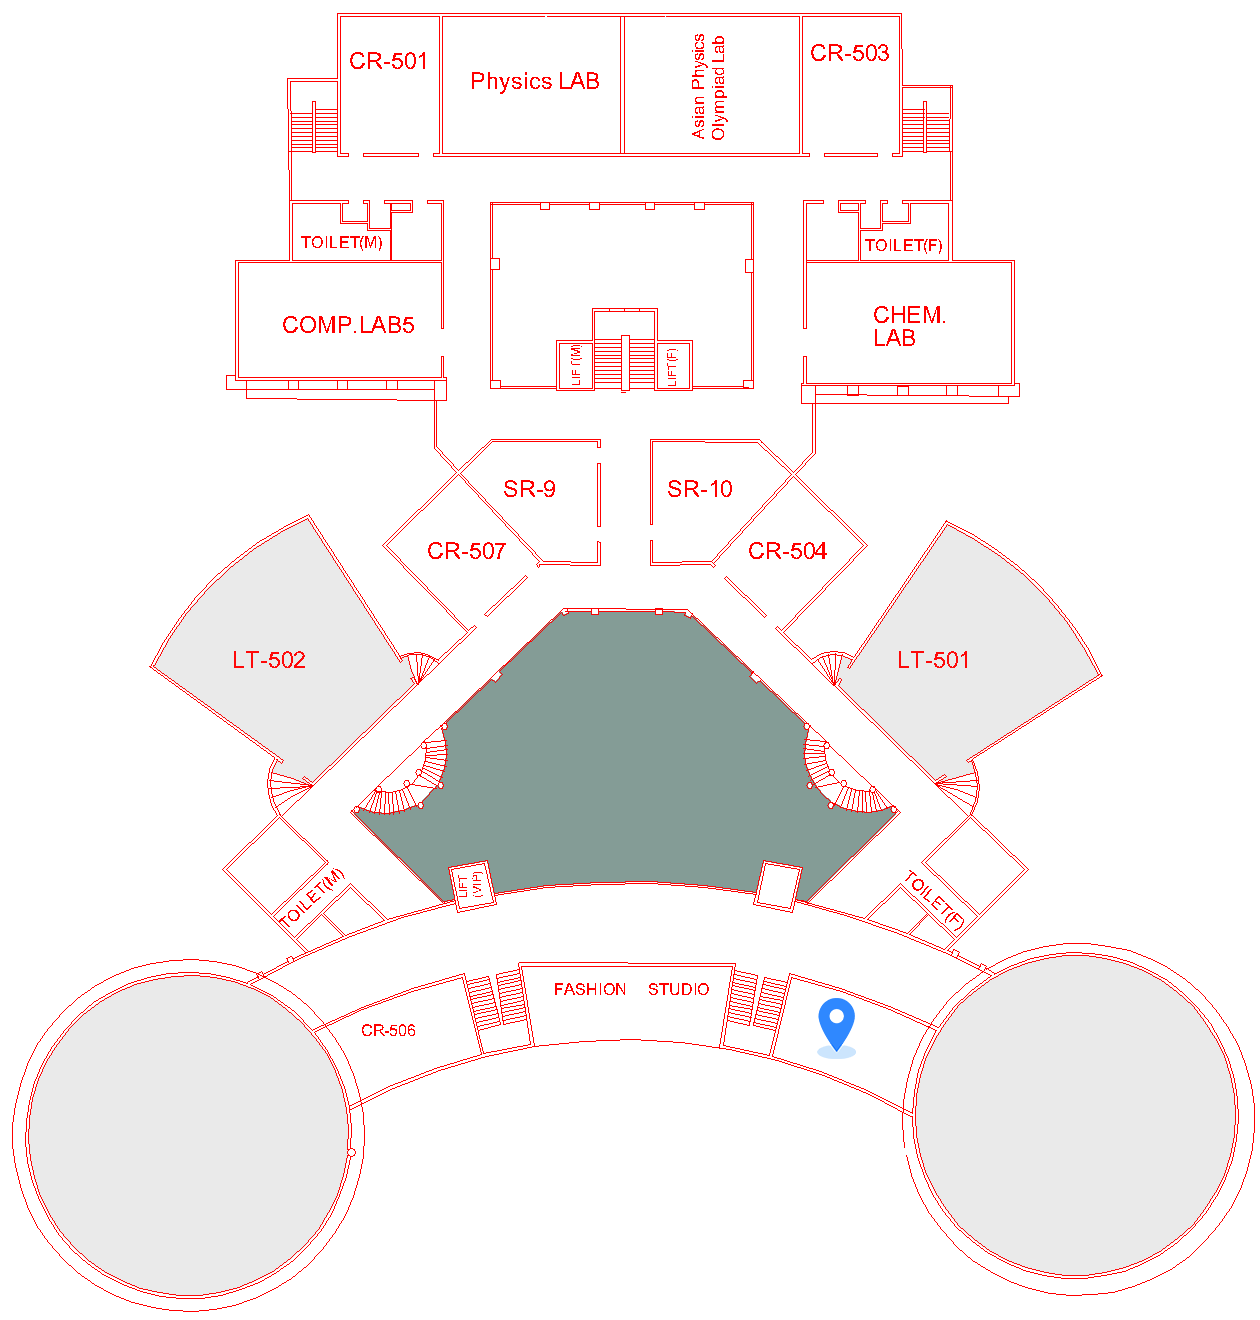 CR-501
Physics LAB
Asian Physics
Olympiad Lab
CR-503
TOILET(M)
TOILET(F)
COMP.LAB5
CHEM.
LAB
LIFT(M)
LIFT(F)
SR-9
SR-10
CR-507
CR-504
LT-502
LT-501
TOILET(M)
LIFT
(VIP)
TOILET(F)
FASHION STUDIO
CR-506